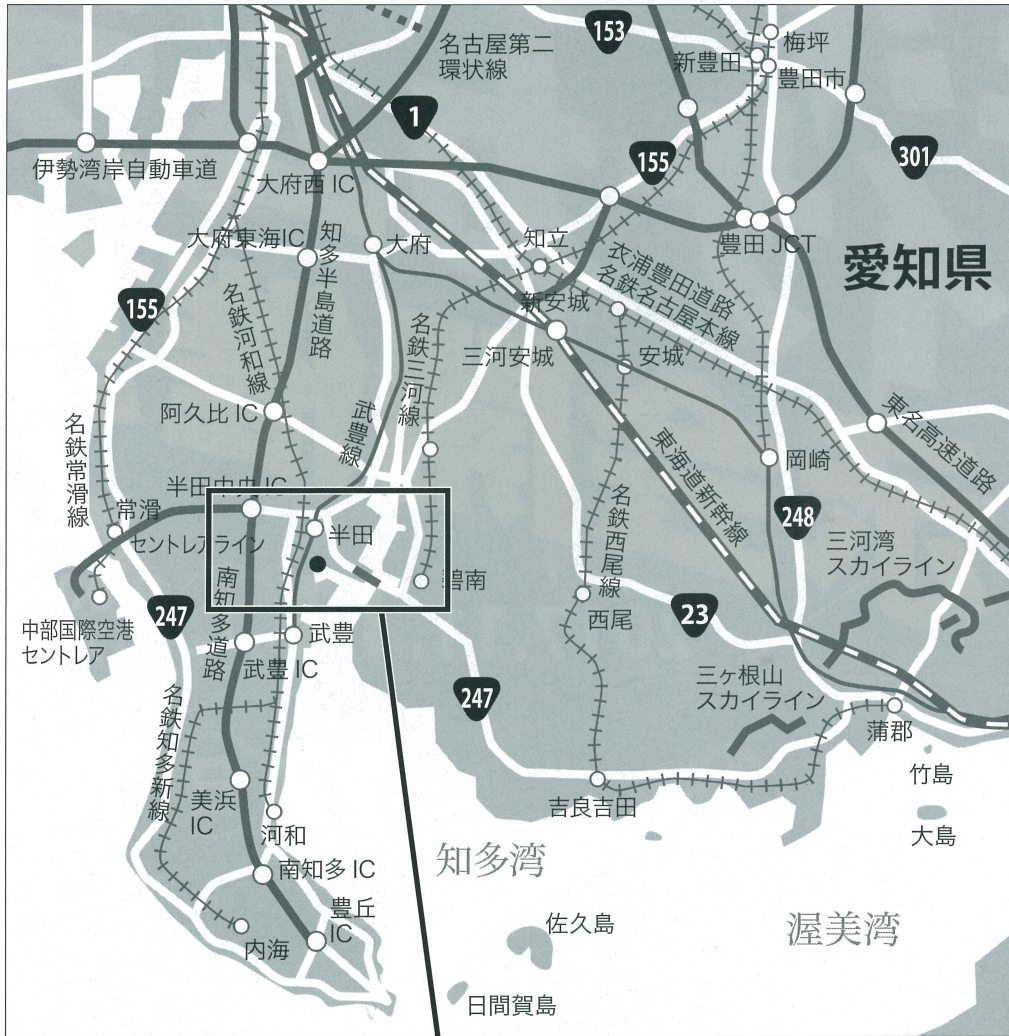 153
名古屋第二
環状線
新豊田
梅坪
豊田市
1
155
301
伊勢湾岸自動車道
大府西 IC
大府東海IC
知多半島道路
大府
知立
衣浦豊田道路
名鉄名古屋本線
豊田 JCT
愛知県
155
名鉄河和線
名鉄三河線
新安城
三河安城
安城
阿久比 IC
武豊線
東海道新幹線
東名高速道路
岡崎
名鉄常滑線
半田中央 IC
常滑
セントレアライン
半田
碧南
名鉄西尾線
248
三河湾
スカイライン
南知多道路
247
中部国際空港
セントレア
武豊
武豊 IC
西尾
23
三ヶ根山
スカイライン
247
名鉄知多新線
蒲郡
竹島
大島
美浜
IC
河和
吉良吉田
知多湾
南知多 IC
豊丘
IC
内海
佐久島
渥美湾
日間賀島